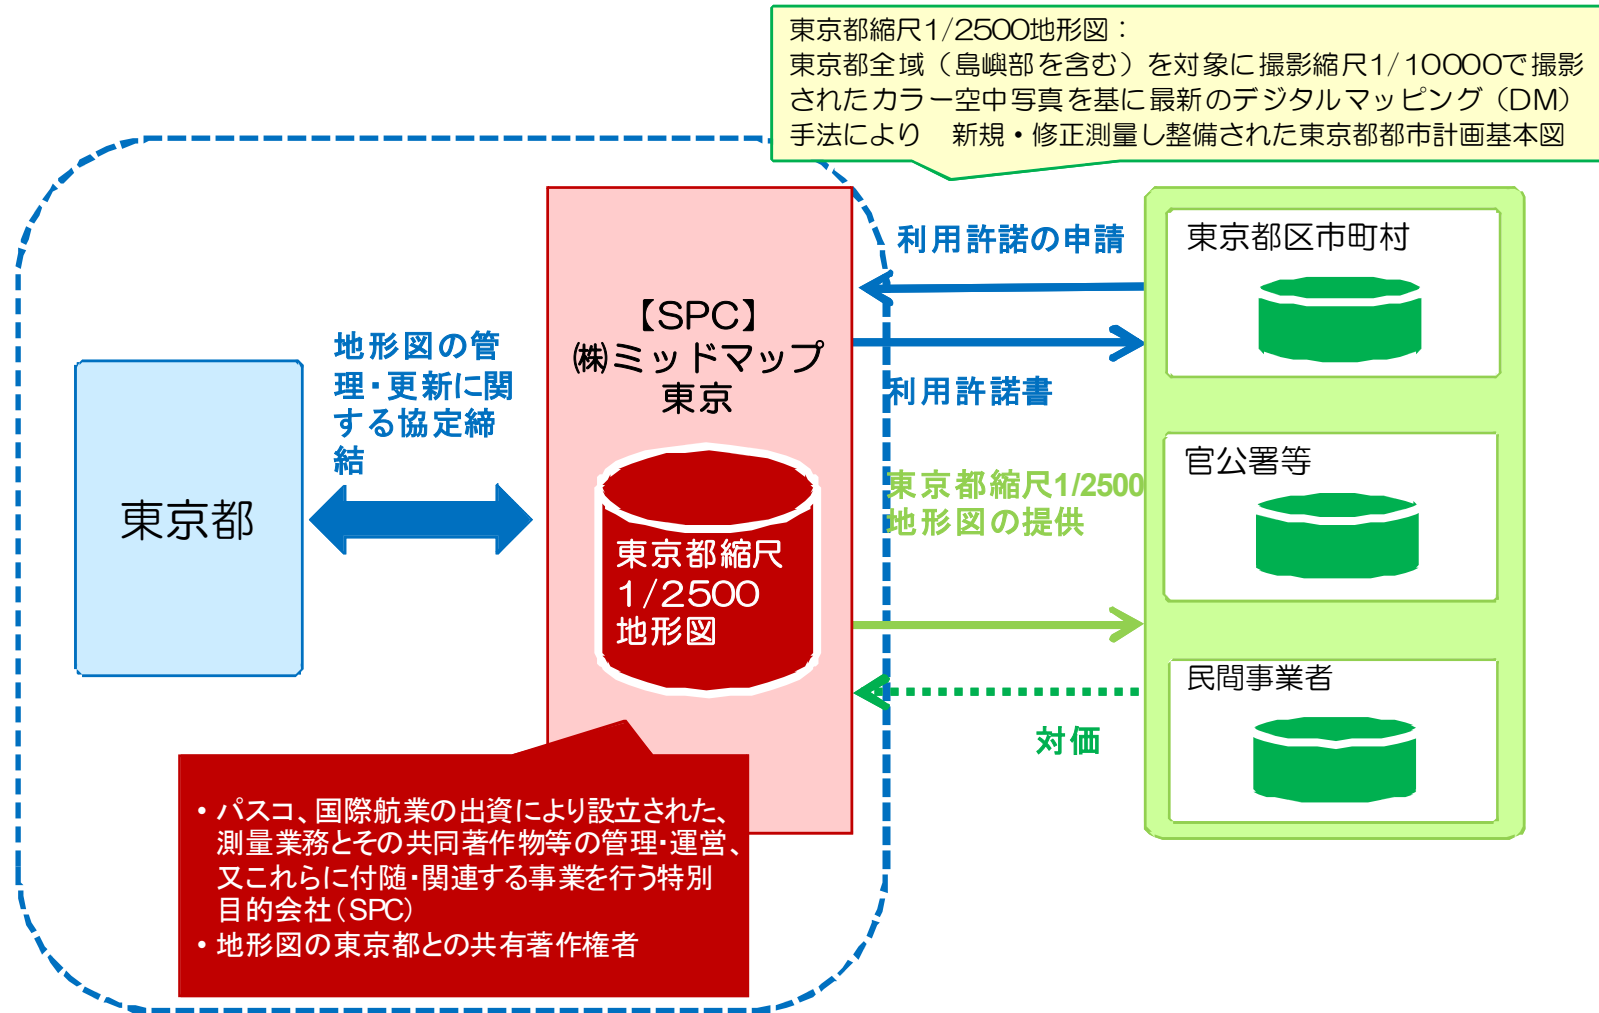 東京都縮尺1/2500地形図：
東京都全域（島嶼部を含む）を対象に撮影縮尺1/10000で撮影
されたカラー空中写真を基に最新のデジタルマッピング（DM）
手法により　新規・修正測量し整備された東京都都市計画基本図
東京都
地形図の管
理・更新に関
する協定締
結
【SPC】
㈱ミッドマップ
東京
東京都縮尺
1/2500
地形図
・パスコ、国際航業の出資により設立された、
測量業務とその共同著作物等の管理・運営、
又これらに付随・関連する事業を行う特別
目的会社（SPC）
・地形図の東京都との共有著作権者
利用許諾の申請
利用許諾書
東京都縮尺1/2500
地形図の提供
対価
東京都区市町村
官公署等
民間事業者